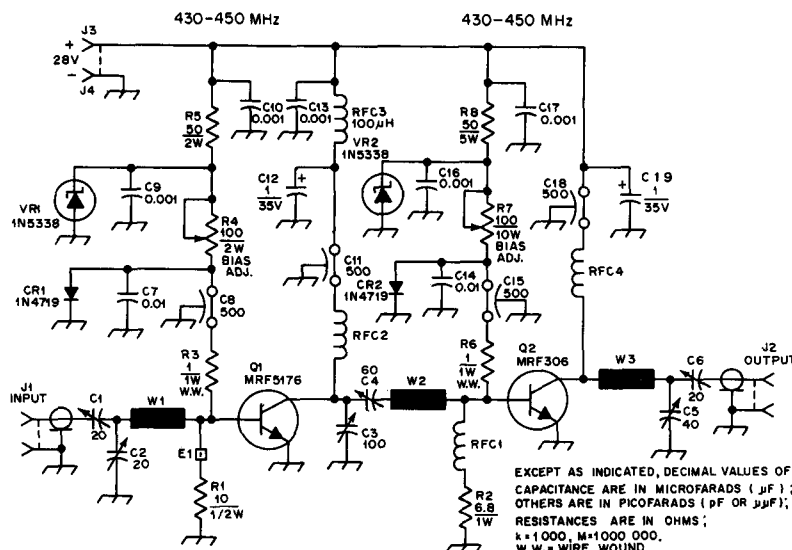 430-450 MHz
430-450 MHz
J3
+
28V
-
J4
R5
50
2W
C10
0.001
C13
0.001
RFC3
100µH
R8
50
5W
C17
0.001
VR2
1N5338
VR1
1N5338
C9
0.001
R4
100
2W
BIAS
ADJ.
C12
+
1
35V
C16
0.001
R7
100
10W
BIAS
ADJ.
C18
500
+
C19
1
35V
CR1
1N4719
C7
0.01
C8
500
C11
500
CR2
1N4719
C14
0.01
C15
500
RFC4
R3
1
1W
W.W.
RFC2
R6
1
1W
W.W.
Q1
MRF5176
Q2
MRF306
J1
INPUT
C1
20
W1
C2
20
E1
R1
10
1/2W
60
C4
C3
100
W2
RFC1
R2
6.8
1W
W3
C6
20
J2
OUTPUT
C5
40
EXCEPT AS INDICATED, DECIMAL VALUES OF
CAPACITANCE ARE IN MICROFARADS ( µF ) ;
OTHERS ARE IN PICOFARADS ( pF OR µµF);
RESISTANCES ARE IN OHMS;
k=1000, M=1000 000.
W.W.= WIRE WOUND